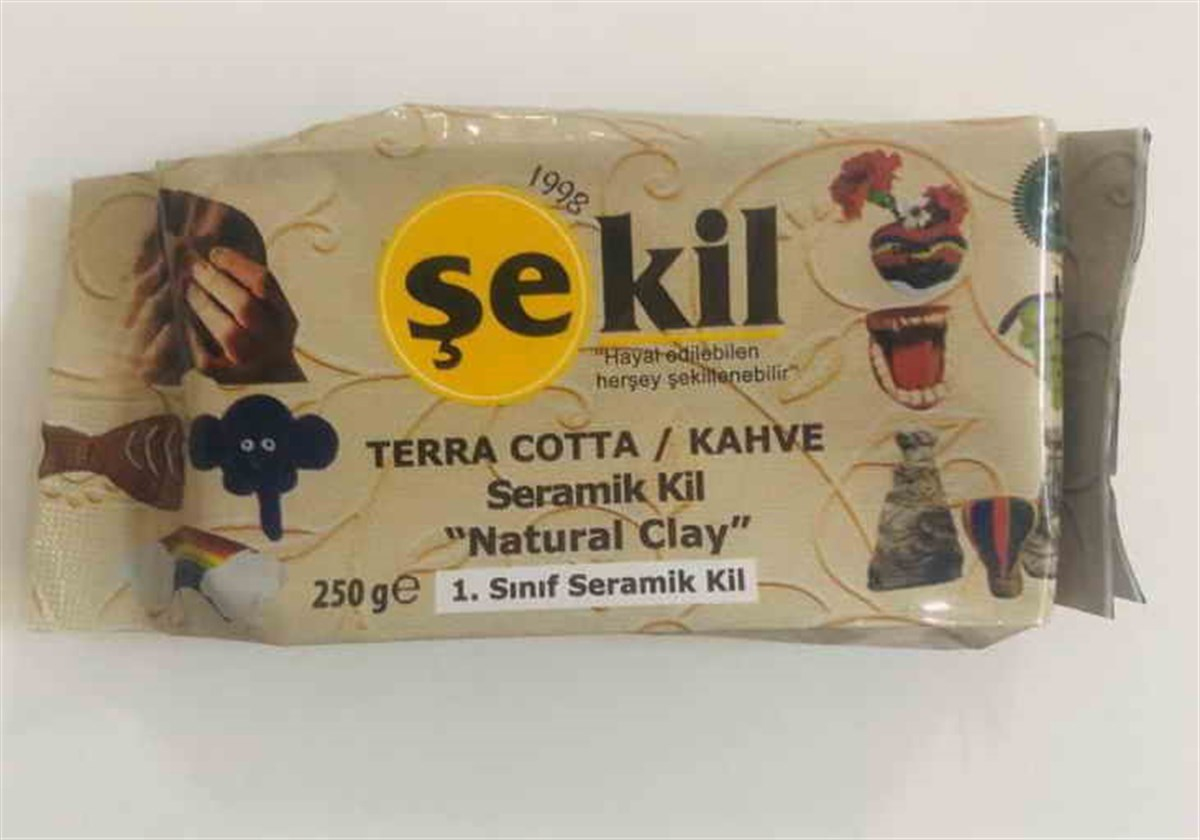 1998
şekil
"Hayal edilebilen
herşey şekillenebilir"
TERRA COTTA / KAHVE
Seramik Kil
"Natural Clay"
250 g℮ 1. Sınıf Seramik Kil